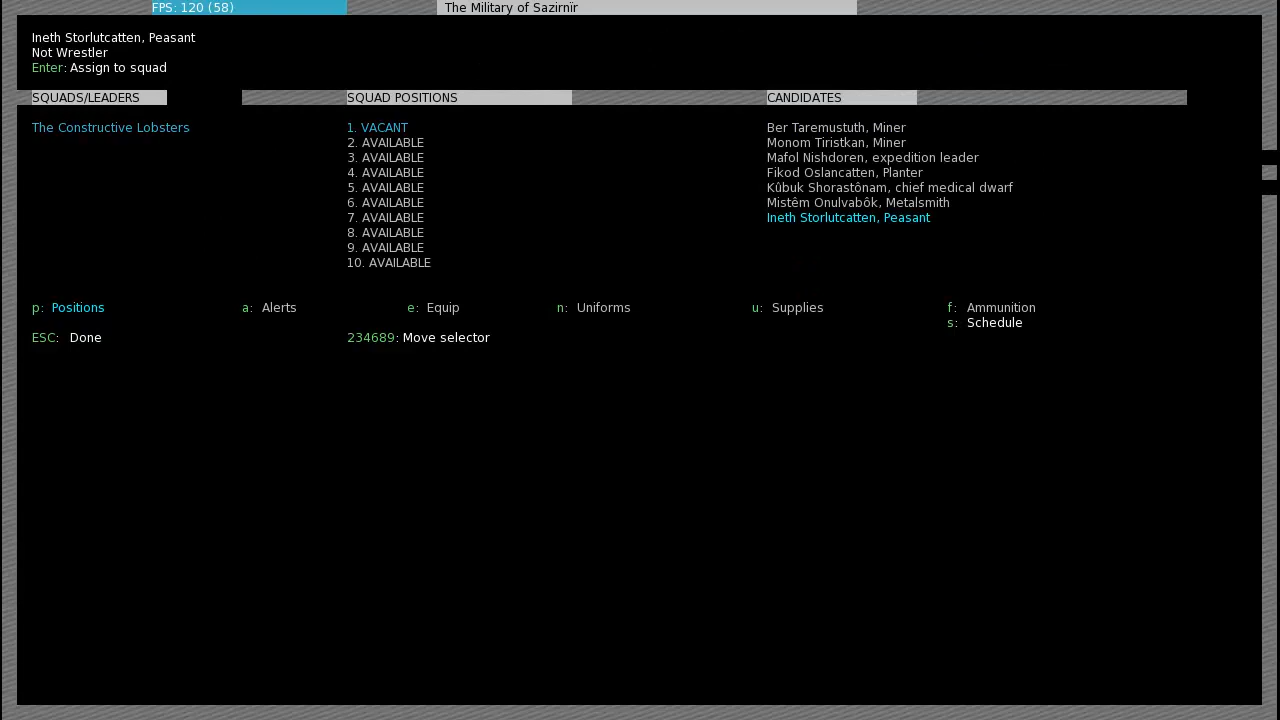 FPS: 120 (58) The Military of Sazirnïr
Ineth Storlutcatten, Peasant
Not Wrestler
Enter: Assign to squad
SQUADS/LEADERS SQUAD POSITIONS CANDIDATES
The Constructive Lobsters 1. VACANT Ber Taremustuth, Miner
2. AVAILABLE Monom Tiristkan, Miner
3. AVAILABLE Mafol Nishdoren, expedition leader
4. AVAILABLE Fikod Oslancatten, Planter
5. AVAILABLE Kûbuk Shorastônam, chief medical dwarf
6. AVAILABLE Mistêm Onulvabôk, Metalsmith
7. AVAILABLE Ineth Storlutcatten, Peasant
8. AVAILABLE
9. AVAILABLE
10. AVAILABLE
p: Positions a: Alerts e: Equip n: Uniforms u: Supplies f: Ammunition
s: Schedule
ESC: Done 234689: Move selector